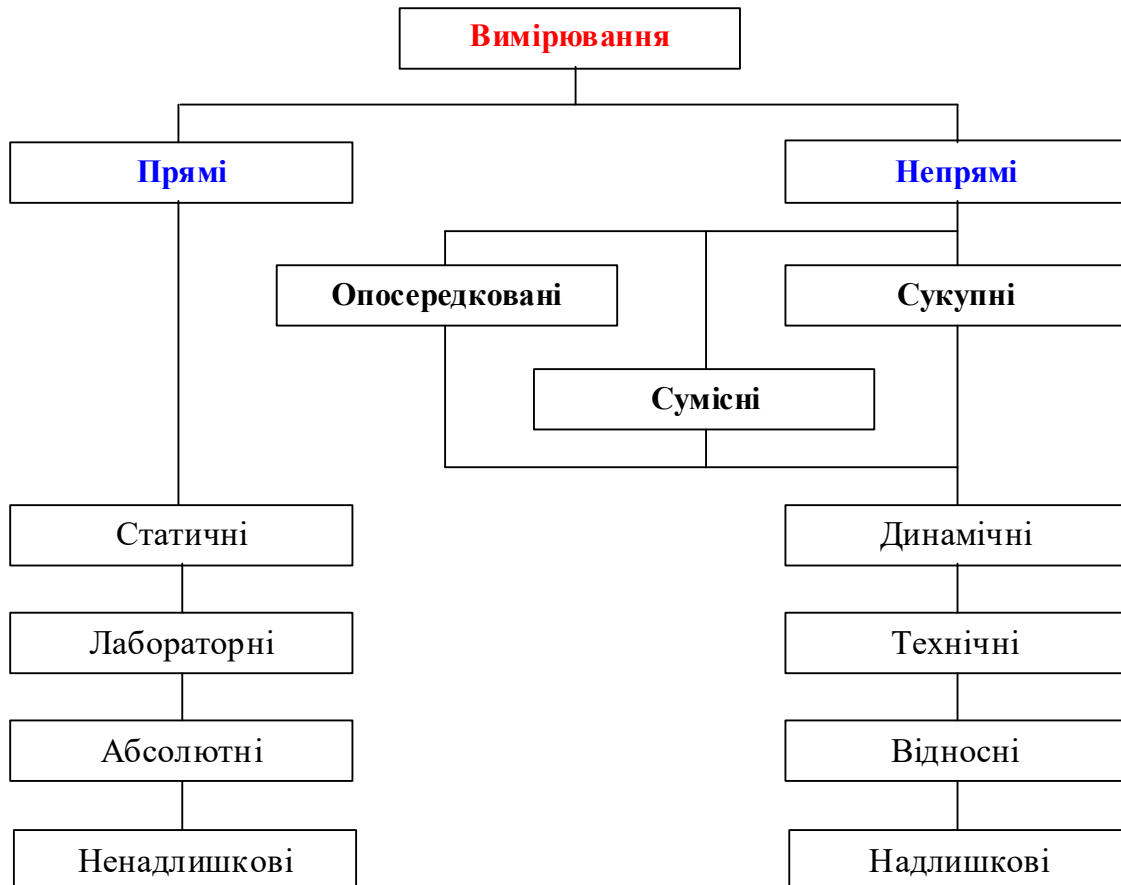 Вимірювання
Прямі
Непрямі
Опосередковані
Сукупні
Сумісні
Статичні
Динамічні
Лабораторні
Технічні
Абсолютні
Відносні
Ненадлишкові
Надлишкові